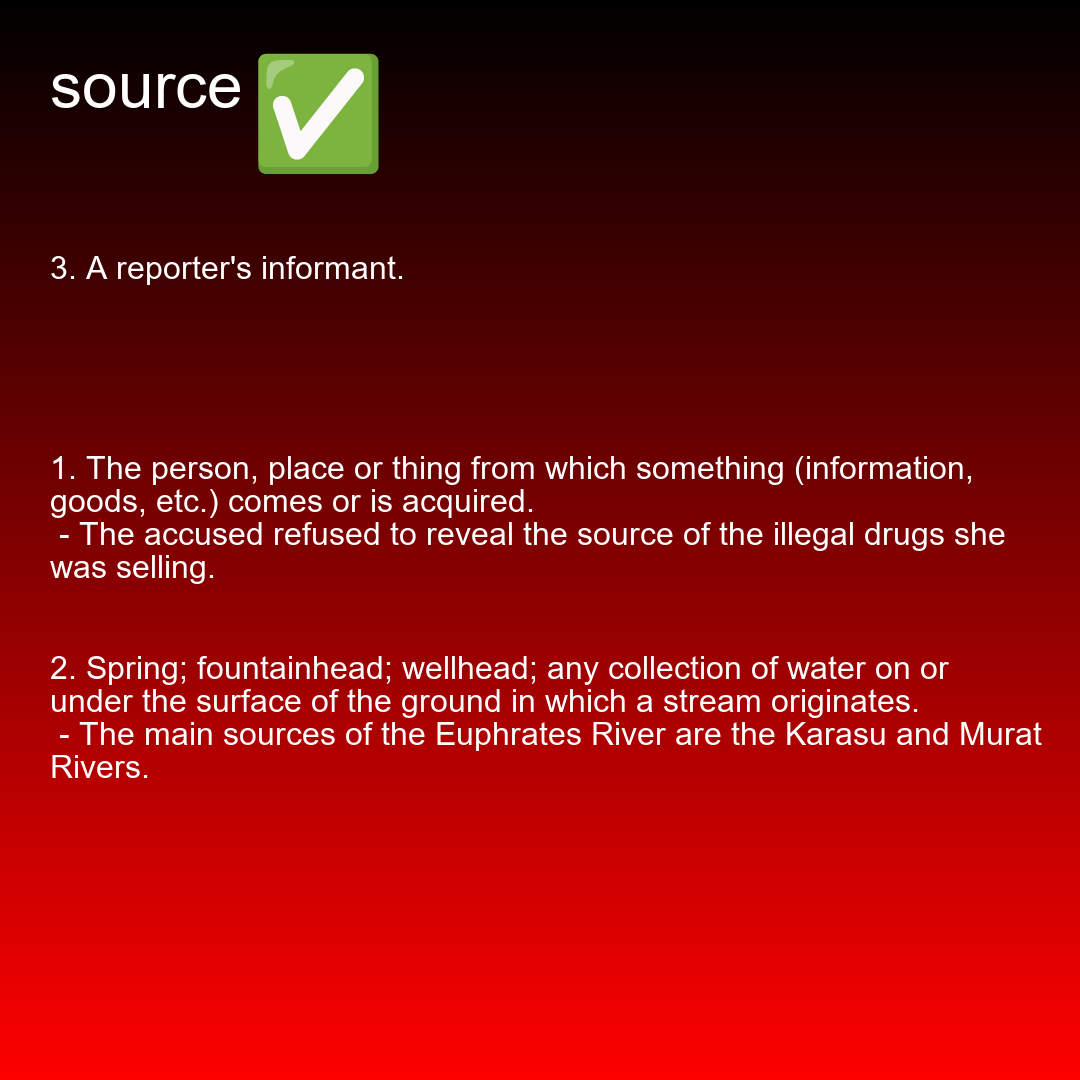 source ✅
3. A reporter's informant.
1. The person, place or thing from which something (information,
goods, etc.) comes or is acquired.
- The accused refused to reveal the source of the illegal drugs she
was selling.
2. Spring; fountainhead; wellhead; any collection of water on or
under the surface of the ground in which a stream originates.
- The main sources of the Euphrates River are the Karasu and Murat
Rivers.